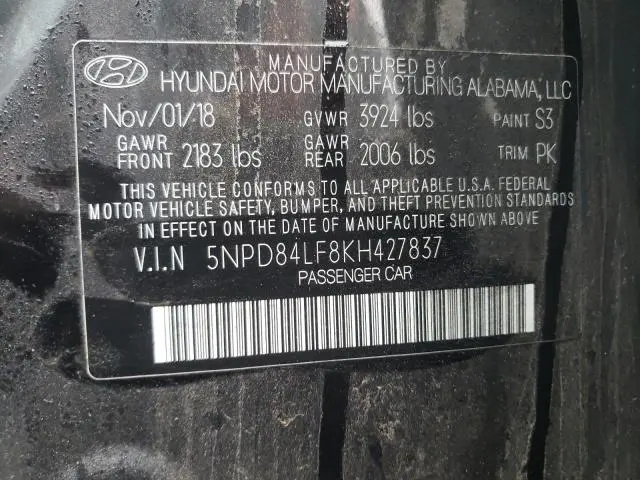 MANUFACTURED BY
HYUNDAI MOTOR MANUFACTURING ALABAMA, LLC
Nov/01/18 GVWR 3924 lbs PAINT S3
GAWR FRONT 2183 lbs GAWR REAR 2006 lbs TRIM PK
THIS VEHICLE CONFORMS TO ALL APPLICABLE U.S.A. FEDERAL
MOTOR VEHICLE SAFETY, BUMPER, AND THEFT PREVENTION STANDARDS
IN EFFECT ON THE DATE OF MANUFACTURE SHOWN ABOVE
V.I.N 5NPD84LF8KH427837
PASSENGER CAR